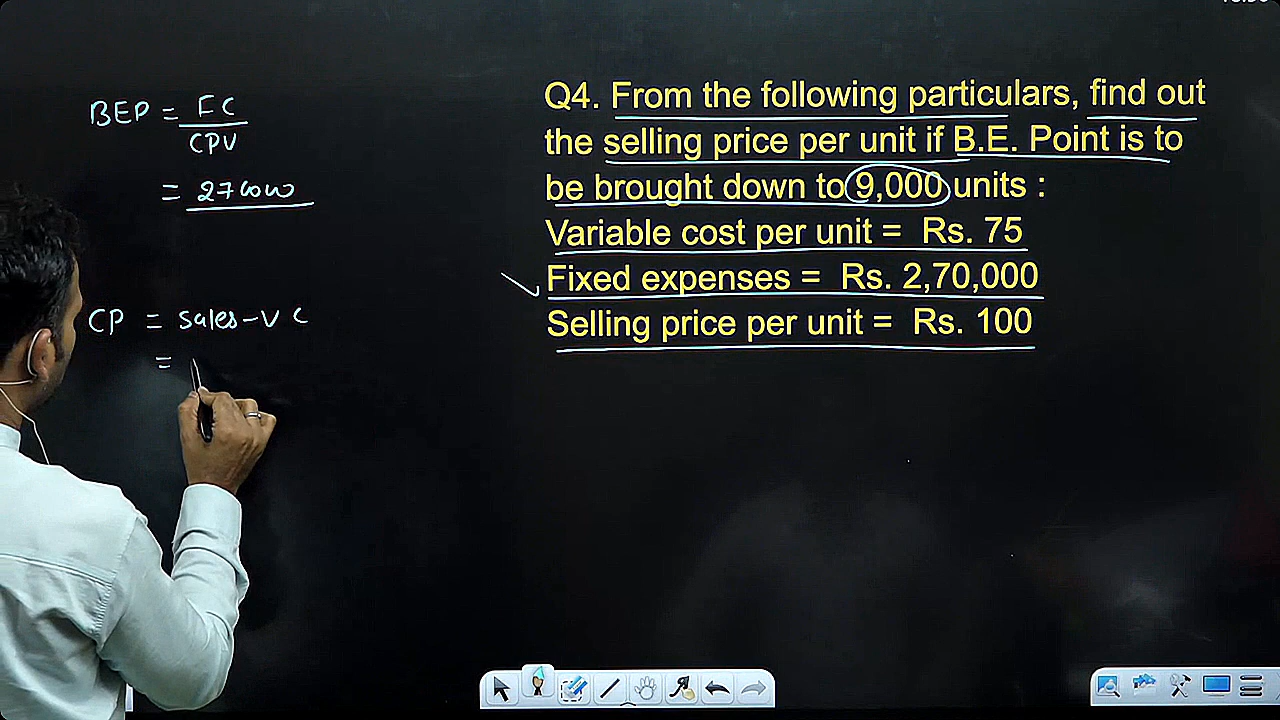 BEP = FC
CPU
= 270000
CP = Sales - V C
=
Q4. From the following particulars, find out
the selling price per unit if B.E. Point is to
be brought down to 9,000 units :
Variable cost per unit = Rs. 75
Fixed expenses = Rs. 2,70,000
Selling price per unit = Rs. 100